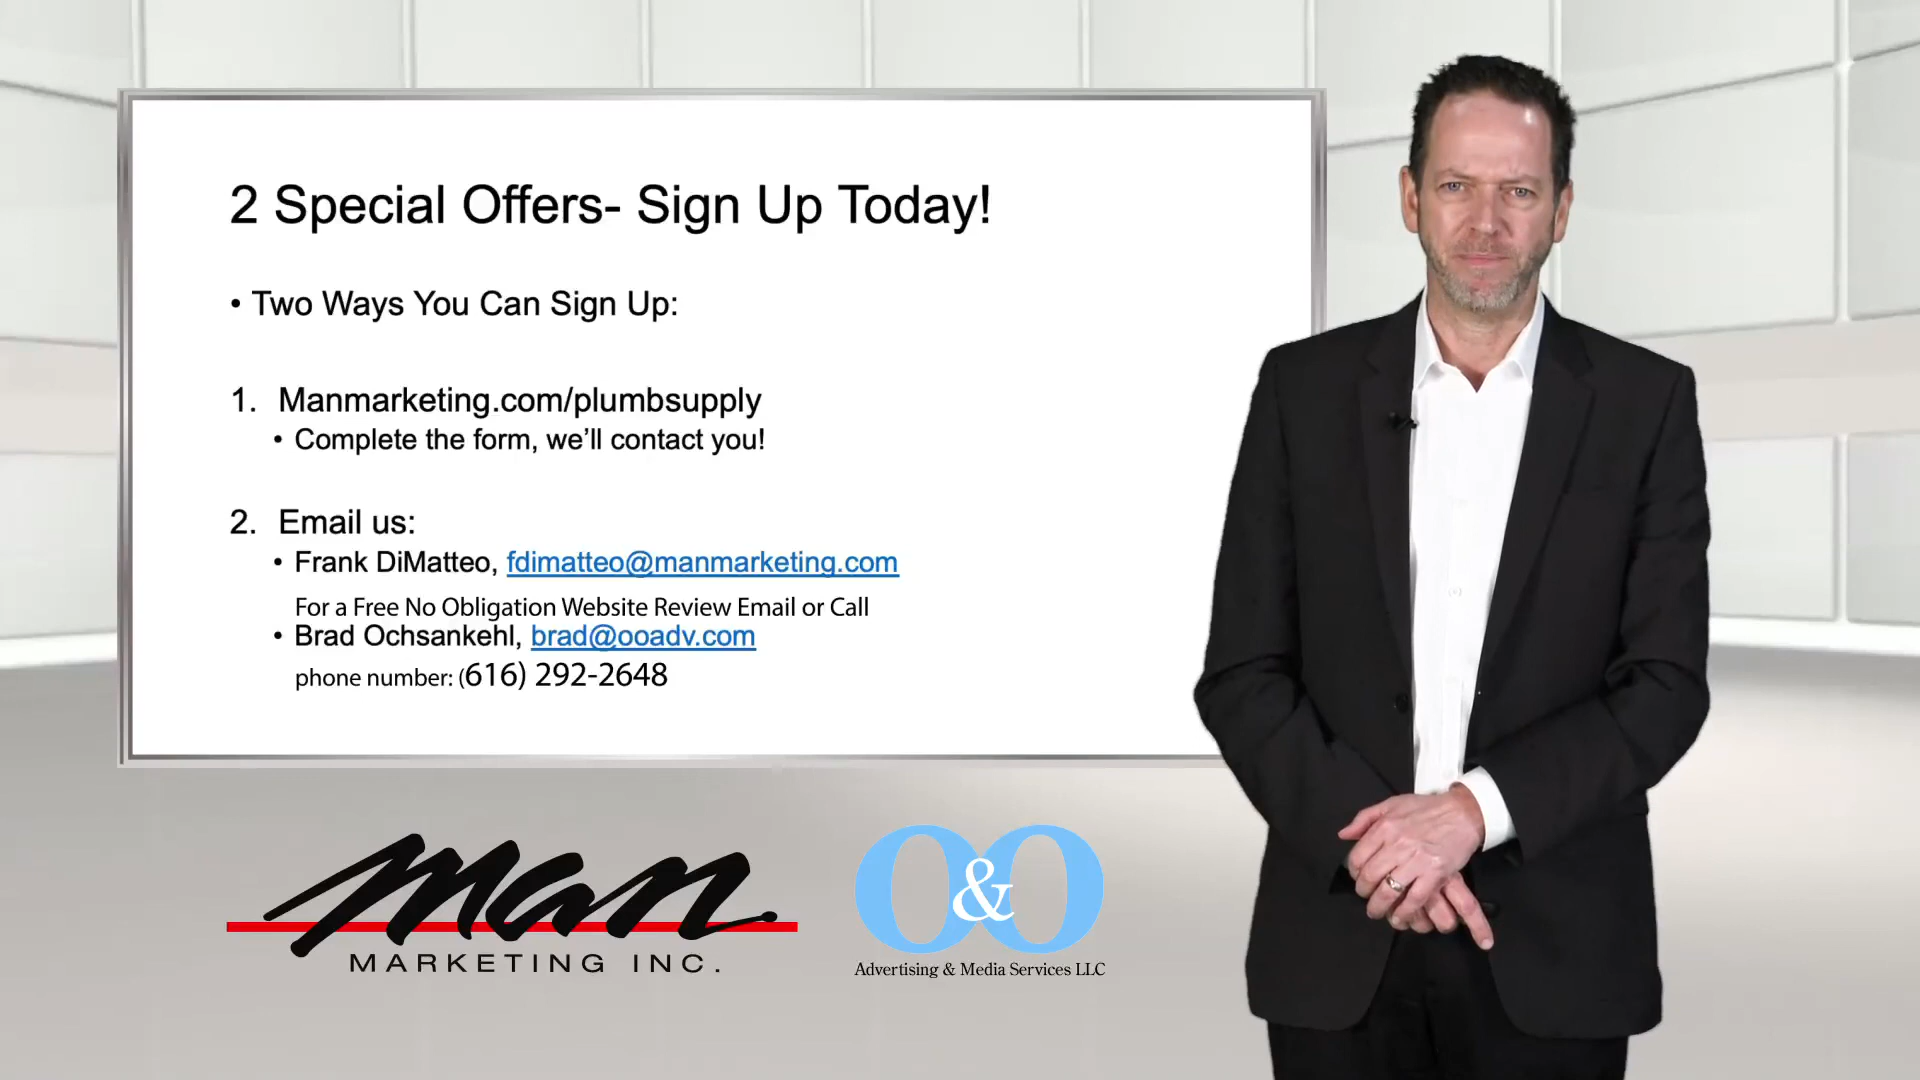 2 Special Offers- Sign Up Today!
• Two Ways You Can Sign Up:
1. Manmarketing.com/plumbsupply
• Complete the form, we’ll contact you!
2. Email us:
• Frank DiMatteo, fdimatteo@manmarketing.com
For a Free No Obligation Website Review Email or Call
• Brad Ochsankehl, brad@ooadv.com
phone number: (616) 292-2648
man
MARKETING INC.
O&O
Advertising & Media Services LLC